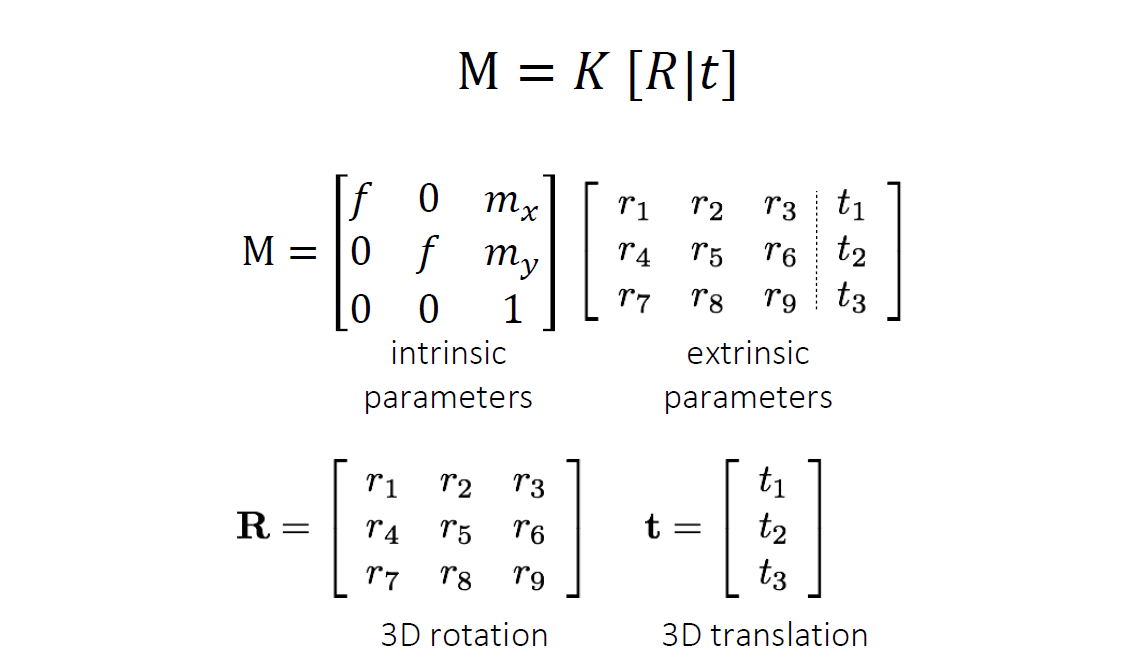 M = K [R|t]
M = [f 0 m_x; 0 f m_y; 0 0 1] [r_1 r_2 r_3 | t_1; r_4 r_5 r_6 | t_2; r_7 r_8 r_9 | t_3]
intrinsic parameters
extrinsic parameters
R = [r_1 r_2 r_3; r_4 r_5 r_6; r_7 r_8 r_9]
t = [t_1; t_2; t_3]
3D rotation
3D translation